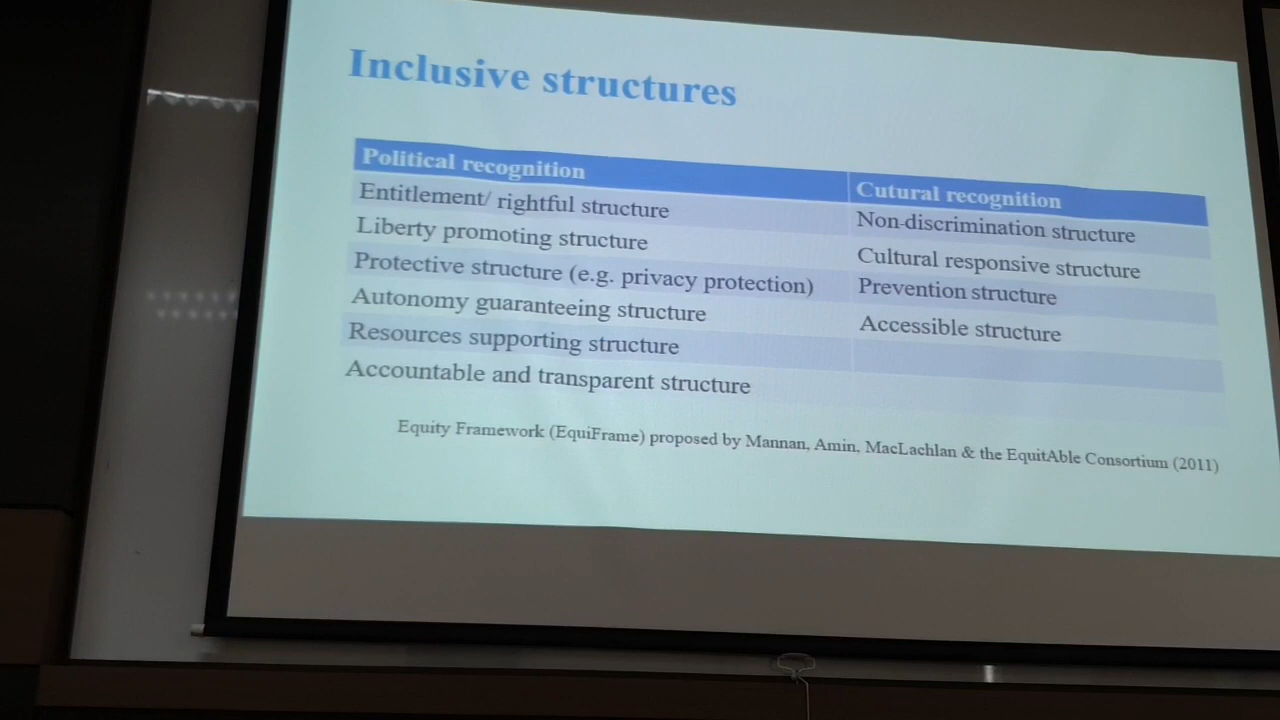 Inclusive structures
Political recognition
Cutural recognition
Entitlement/ rightful structure
Non-discrimination structure
Liberty promoting structure
Cultural responsive structure
Protective structure (e.g. privacy protection)
Prevention structure
Autonomy guaranteeing structure
Accessible structure
Resources supporting structure
Accountable and transparent structure
Equity Framework (EquiFrame) proposed by Mannan, Amin, MacLachlan & the EquitAble Consortium (2011)